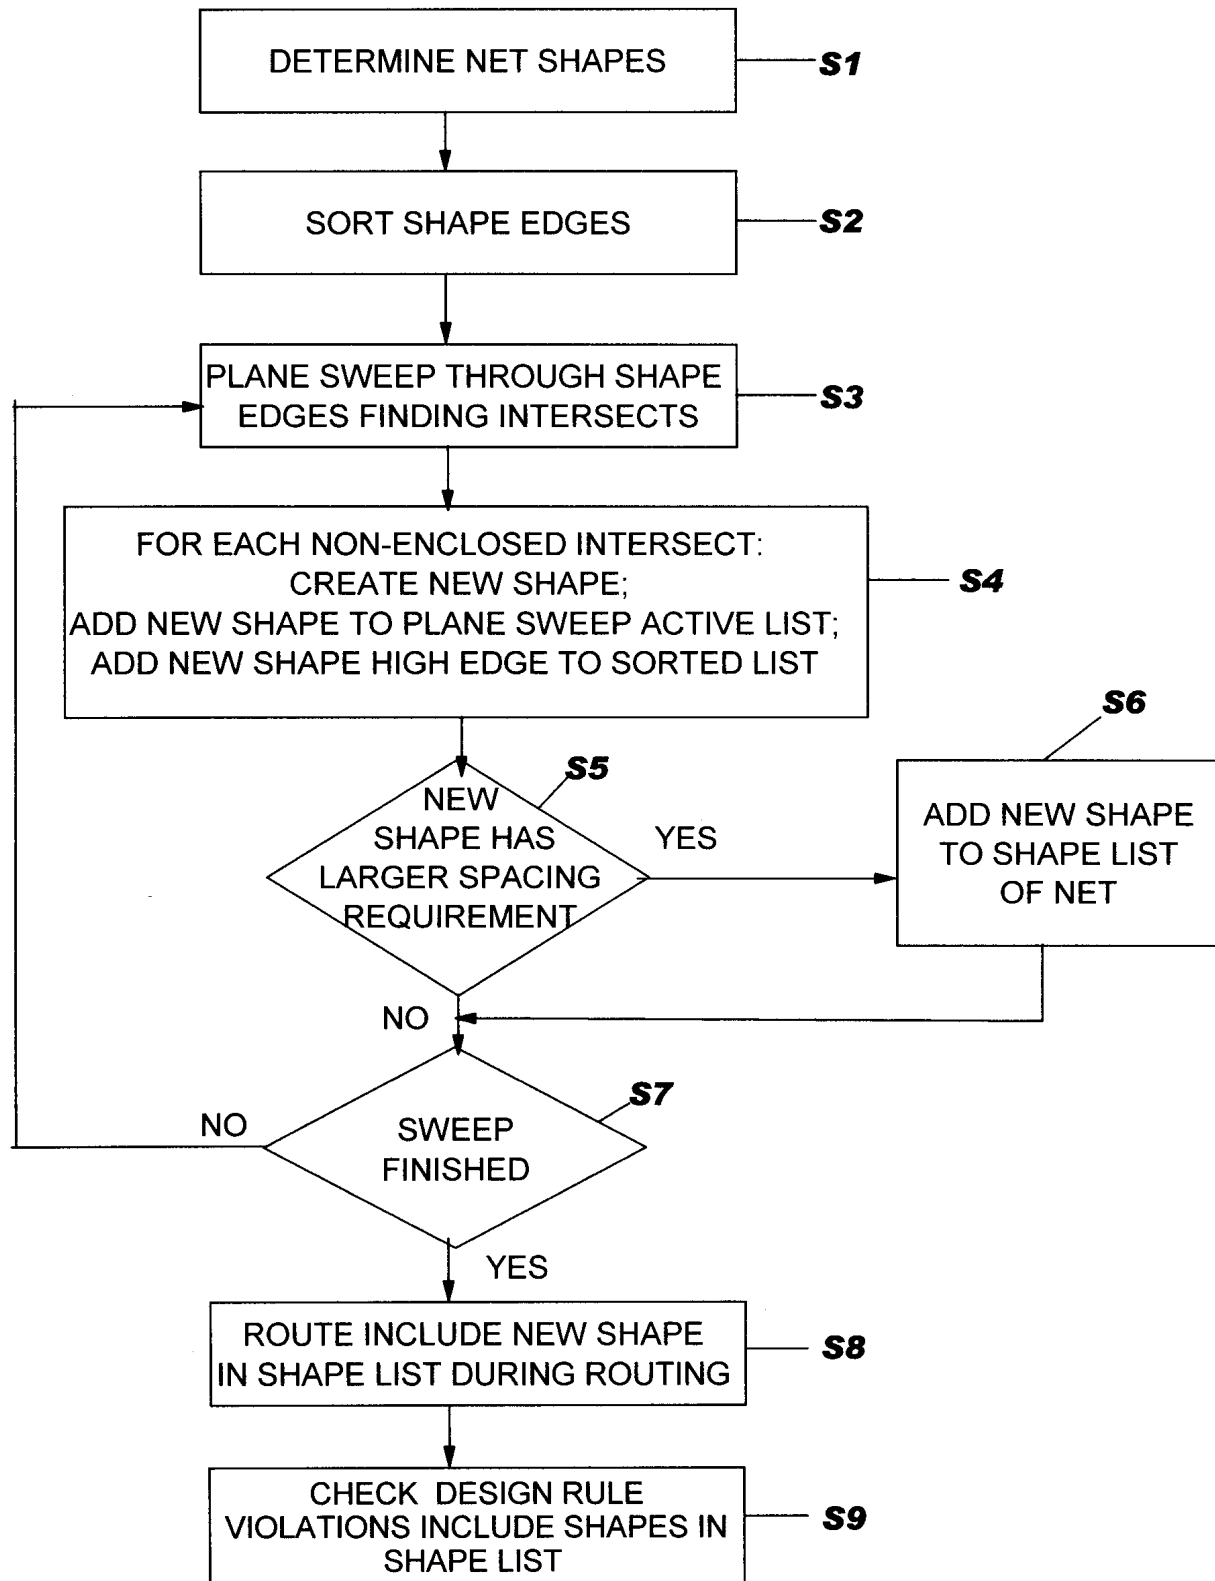 DETERMINE NET SHAPES
S1
SORT SHAPE EDGES
S2
PLANE SWEEP THROUGH SHAPE
EDGES FINDING INTERSECTS
S3
FOR EACH NON-ENCLOSED INTERSECT:
CREATE NEW SHAPE;
ADD NEW SHAPE TO PLANE SWEEP ACTIVE LIST;
ADD NEW SHAPE HIGH EDGE TO SORTED LIST
S4
S5
NEW
SHAPE HAS
LARGER SPACING
REQUIREMENT
YES
S6
ADD NEW SHAPE
TO SHAPE LIST
OF NET
NO
S7
SWEEP
FINISHED
NO
YES
ROUTE INCLUDE NEW SHAPE
IN SHAPE LIST DURING ROUTING
S8
CHECK DESIGN RULE
VIOLATIONS INCLUDE SHAPES IN
SHAPE LIST
S9